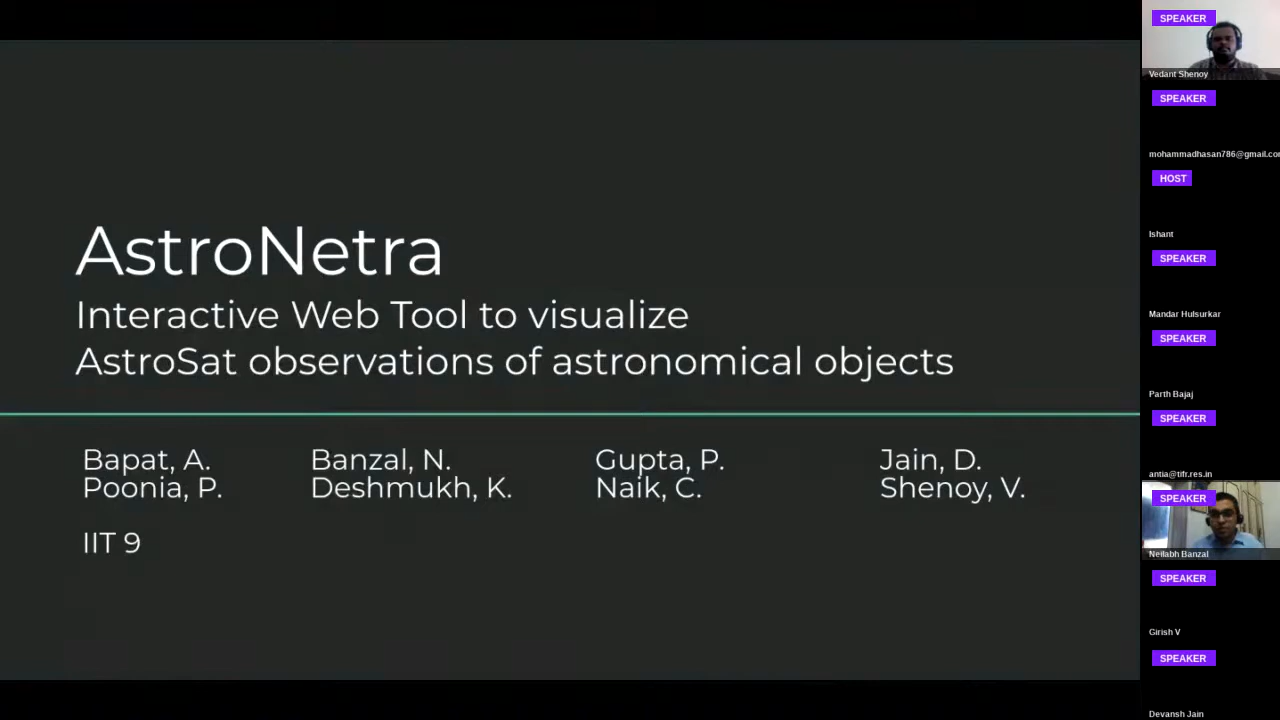 AstroNetra
Interactive Web Tool to visualize
AstroSat observations of astronomical objects
Bapat, A. Banzal, N. Gupta, P. Jain, D.
Poonia, P. Deshmukh, K. Naik, C. Shenoy, V.
IIT 9
SPEAKER
Vedant Shenoy
SPEAKER
mohammadhasan786@gmail.com
HOST
Ishant
SPEAKER
Mandar Hulsurkar
SPEAKER
Parth Bajaj
SPEAKER
antia@tifr.res.in
SPEAKER
Neilabh Banzal
SPEAKER
Girish V
SPEAKER
Devansh Jain